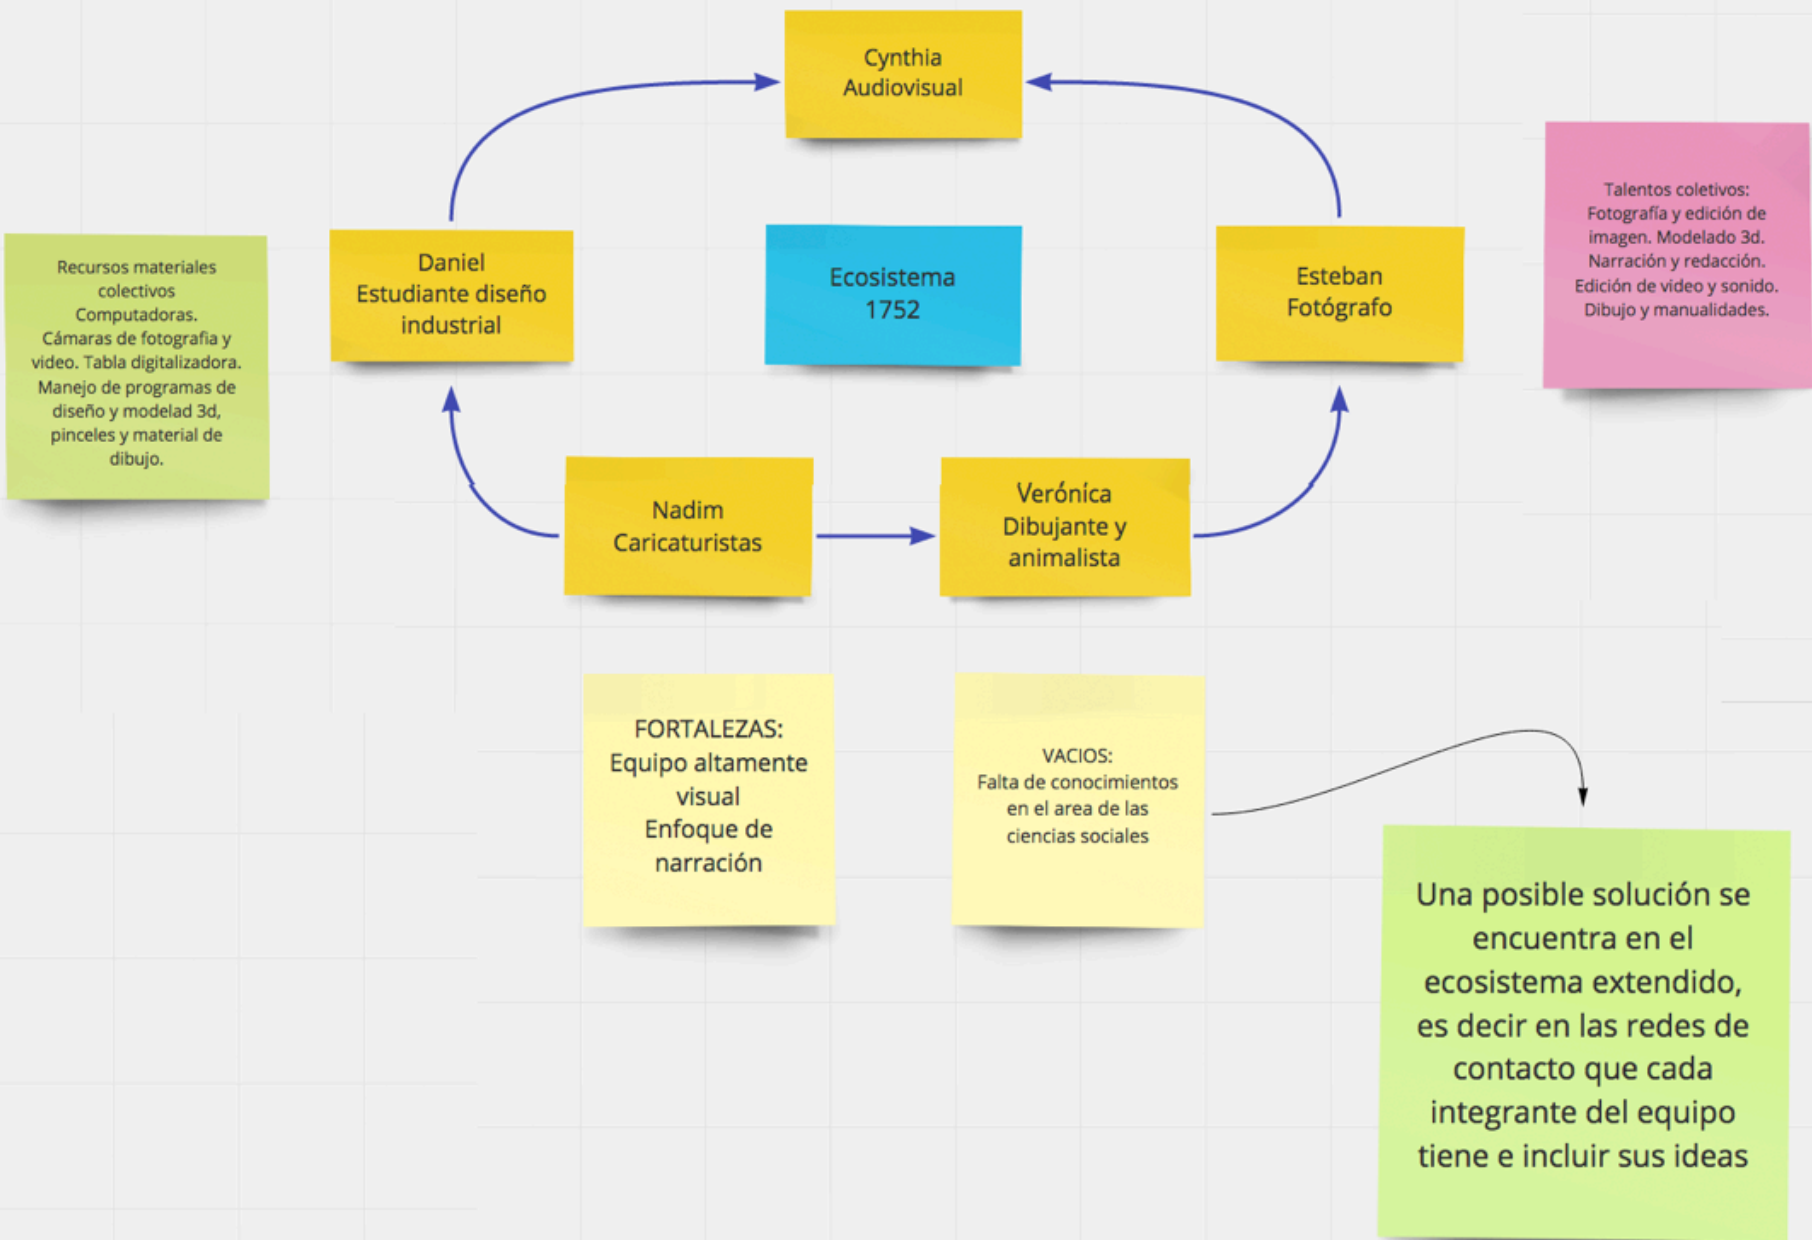 Cynthia
Audiovisual
Talentos coletivos:
Fotografía y edición de
imagen. Modelado 3d.
Narración y redacción.
Edición de video y sonido.
Dibujo y manualidades.
Recursos materiales
colectivos
Computadoras.
Cámaras de fotografia y
video. Tabla digitalizadora.
Manejo de programas de
diseño y modelad 3d,
pinceles y material de
dibujo.
Daniel
Estudiante diseño
industrial
Ecosistema
1752
Esteban
Fotógrafo
Nadim
Caricaturistas
Veróníca
Dibujante y
animalista
FORTALEZAS:
Equipo altamente
visual
Enfoque de
narración
VACIOS:
Falta de conocimientos
en el area de las
ciencias sociales
Una posible solución se
encuentra en el
ecosistema extendido,
es decir en las redes de
contacto que cada
integrante del equipo
tiene e incluir sus ideas